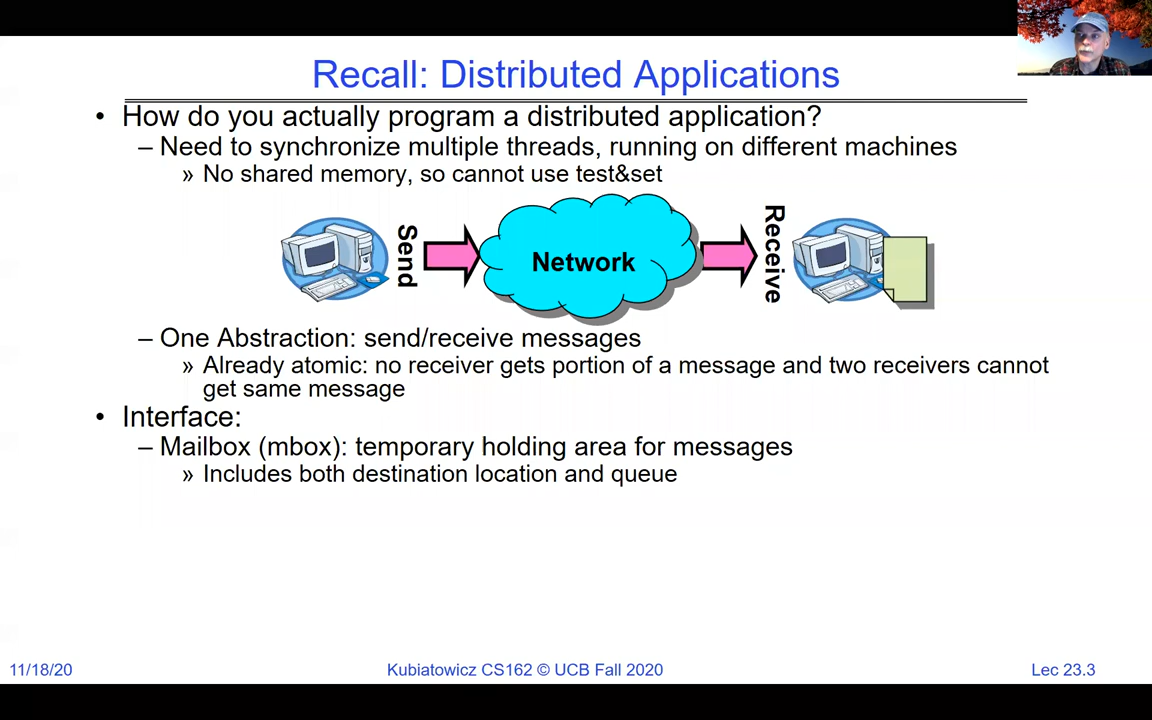 Recall: Distributed Applications
• How do you actually program a distributed application?
– Need to synchronize multiple threads, running on different machines
» No shared memory, so cannot use test&set
Send
Network
Receive
– One Abstraction: send/receive messages
» Already atomic: no receiver gets portion of a message and two receivers cannot
get same message
• Interface:
– Mailbox (mbox): temporary holding area for messages
» Includes both destination location and queue
11/18/20
Kubiatowicz CS162 © UCB Fall 2020
Lec 23.3